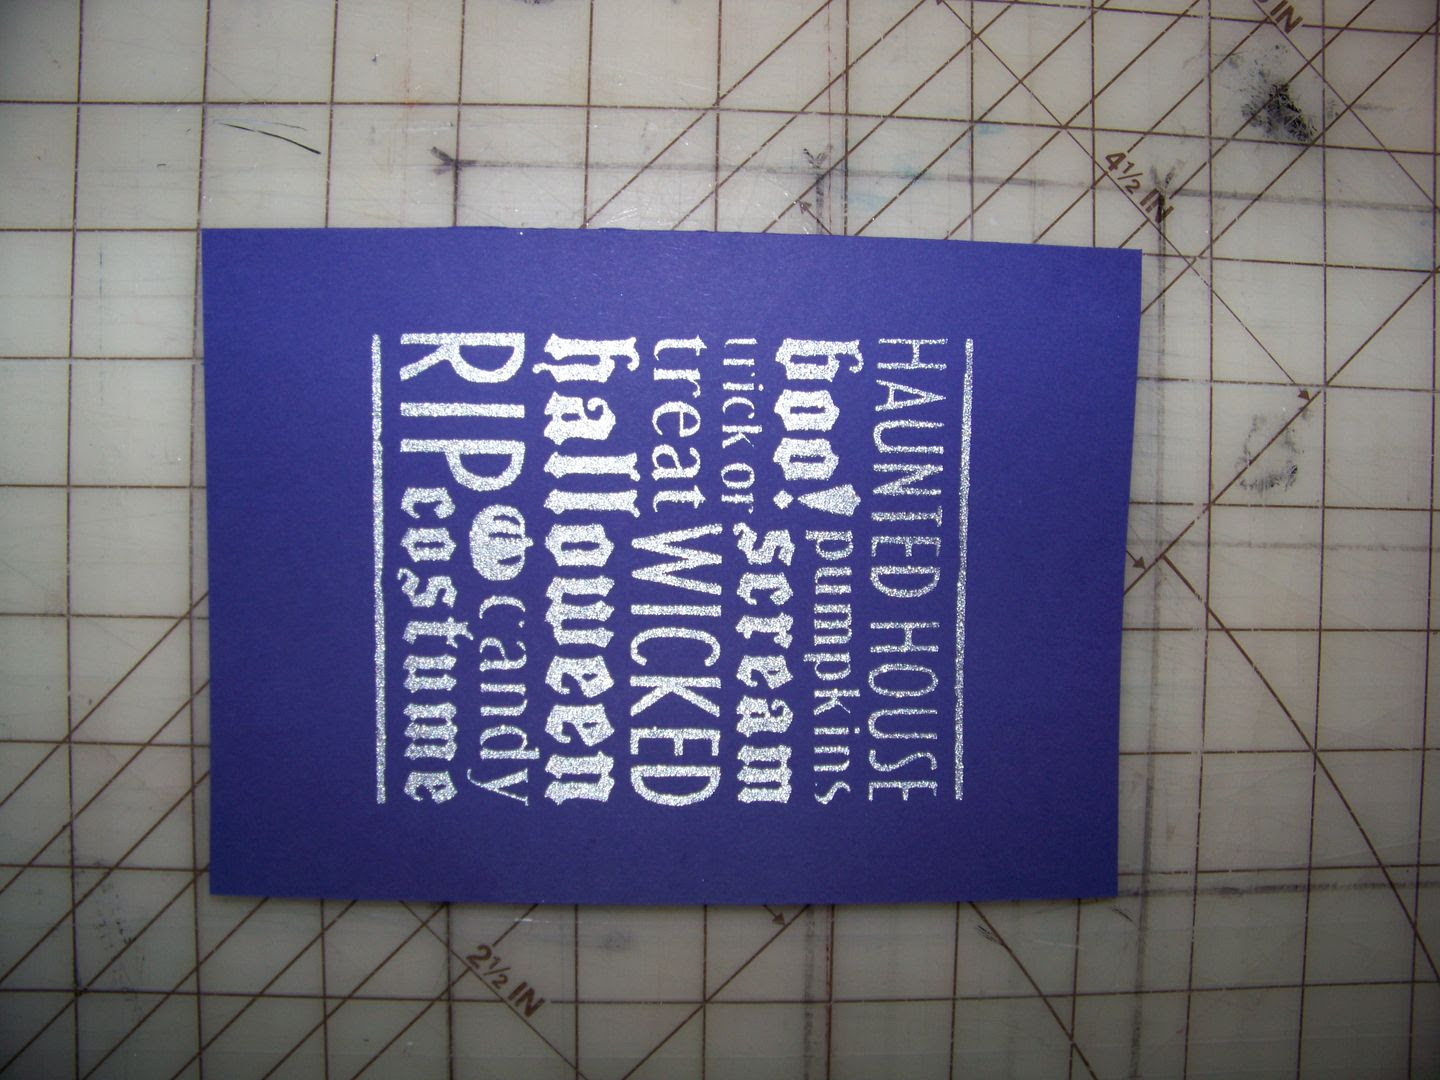 HAUNTED HOUSE
boo! pumpkins
trick or scream
treat WICKED
halloween
RIP candy
costume
4½ IN
2½ IN
IN